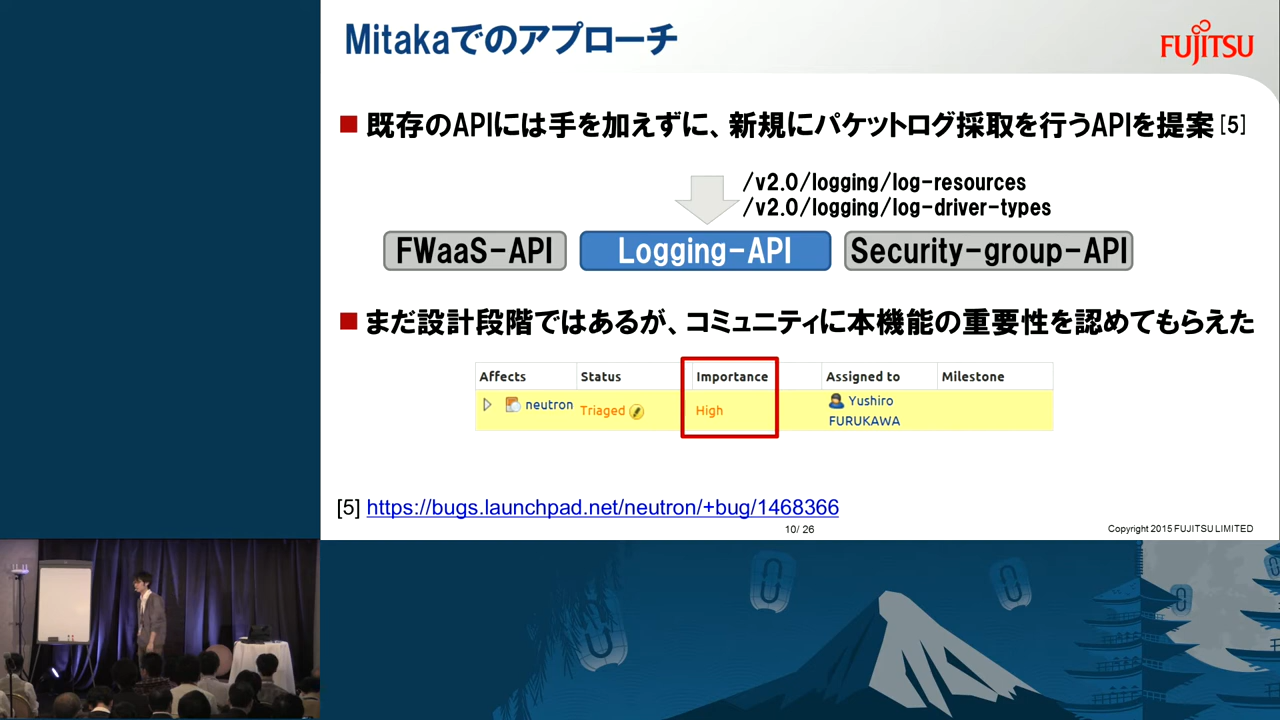 Mitakaでのアプローチ
FUJITSU
■ 既存のAPIには手を加えずに、新規にパケットログ採取を行うAPIを提案[5]
/v2.0/logging/log-resources
/v2.0/logging/log-driver-types
FWaaS-API Logging-API Security-group-API
■ まだ設計段階ではあるが、コミュニティに本機能の重要性を認めてもらえた
Affects Status Importance Assigned to Milestone
neutron Triaged High Yushiro
FURUKAWA
[5] https://bugs.launchpad.net/neutron/+bug/1468366
10/ 26
Copyright 2015 FUJITSU LIMITED